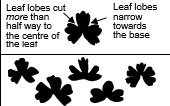 Leaf lobes cut
more than
half way to
the centre of
the leaf
Leaf lobes
narrow
towards
the base